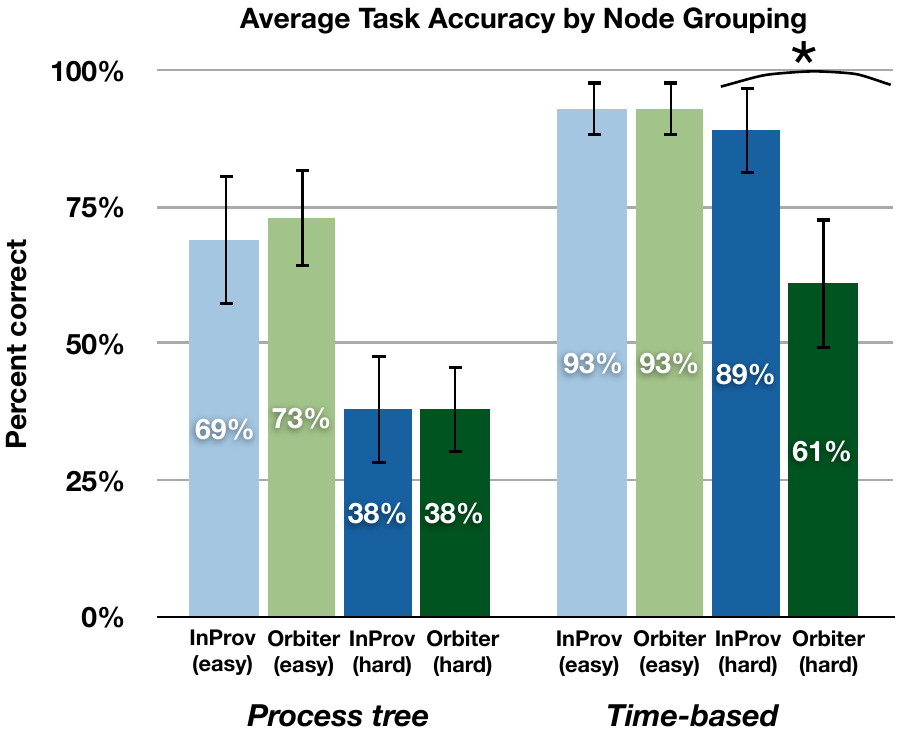 Average Task Accuracy by Node Grouping
*
100%
75%
50%
25%
0%
Percent correct
69%
73%
38%
38%
93%
93%
89%
61%
InProv (easy)
Orbiter (easy)
InProv (hard)
Orbiter (hard)
InProv (easy)
Orbiter (easy)
InProv (hard)
Orbiter (hard)
Process tree
Time-based